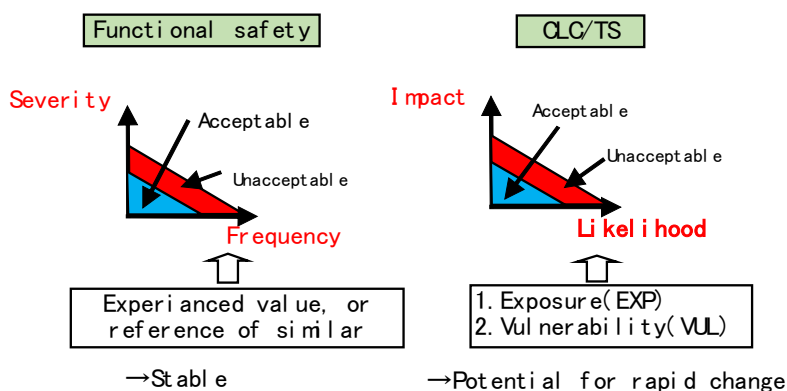 Functional safety
Severity
Acceptable
Unacceptable
Frequency
Experianced value, or
reference of similar
→Stable
CLC/TS
Impact
Acceptable
Unacceptable
Likelihood
1. Exposure(EXP)
2. Vulnerability(VUL)
→Potential for rapid change